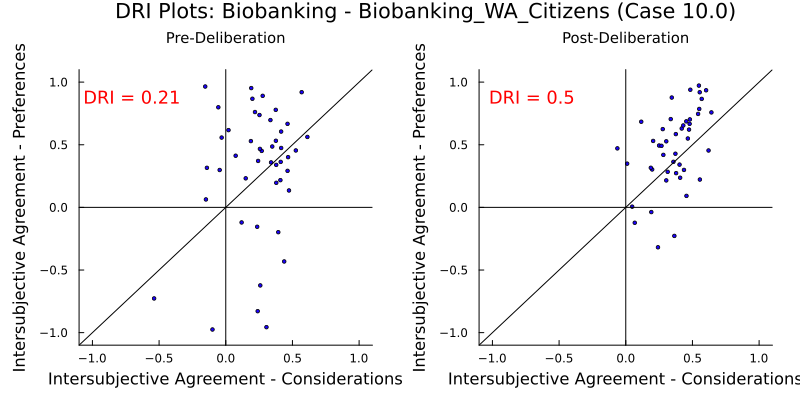 DRI Plots: Biobanking - Biobanking_WA_Citizens (Case 10.0)
Pre-Deliberation
Intersubjective Agreement - Preferences
1.0
0.5
0.0
−0.5
−1.0
DRI = 0.21
−1.0
−0.5
0.0
0.5
1.0
Intersubjective Agreement - Considerations
Post-Deliberation
Intersubjective Agreement - Preferences
1.0
0.5
0.0
−0.5
−1.0
DRI = 0.5
−1.0
−0.5
0.0
0.5
1.0
Intersubjective Agreement - Considerations